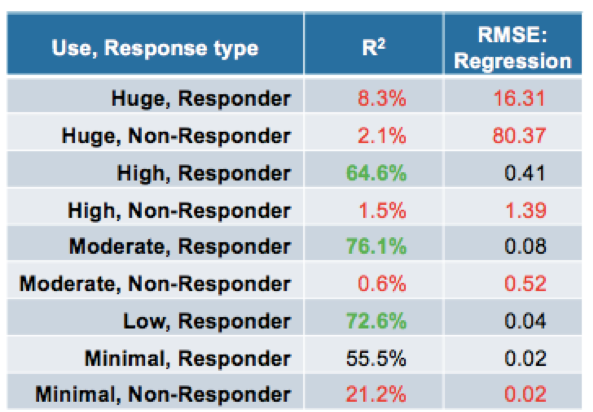 Use, Response type R² RMSE: Regression
Huge, Responder 8.3% 16.31
Huge, Non-Responder 2.1% 80.37
High, Responder 64.6% 0.41
High, Non-Responder 1.5% 1.39
Moderate, Responder 76.1% 0.08
Moderate, Non-Responder 0.6% 0.52
Low, Responder 72.6% 0.04
Minimal, Responder 55.5% 0.02
Minimal, Non-Responder 21.2% 0.02